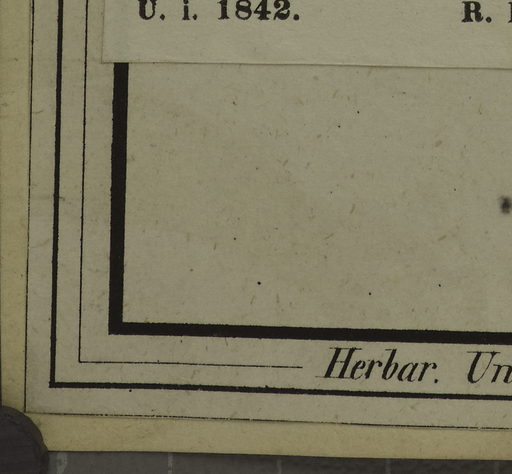 U. i. 1842. R.
Herbar. Un